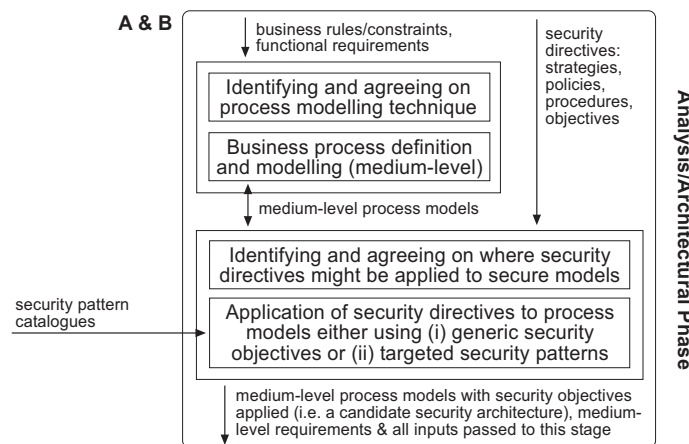 A & B
business rules/constraints,
functional requirements
security
directives:
strategies,
policies,
procedures,
objectives
Identifying and agreeing on
process modelling technique
Business process definition
and modelling (medium-level)
medium-level process models
Identifying and agreeing on where security
directives might be applied to secure models
security pattern
catalogues
Application of security directives to process
models either using (i) generic security
objectives or (ii) targeted security patterns
medium-level process models with security objectives
applied (i.e. a candidate security architecture), medium-
level requirements & all inputs passed to this stage
Analysis/Architectural Phase